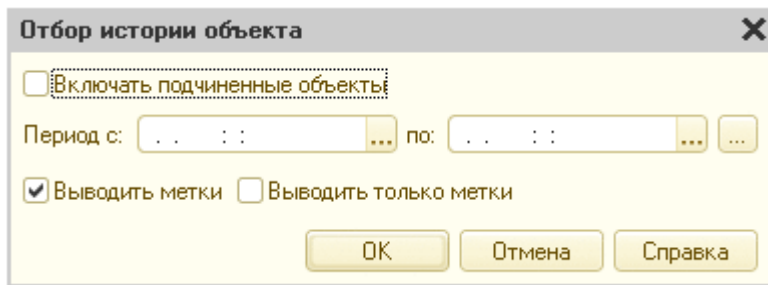 Отбор истории объекта
Включать подчиненные объекты
Период с: . . : : ... по: . . : : ... ...
Выводить метки Выводить только метки
OK Отмена Справка